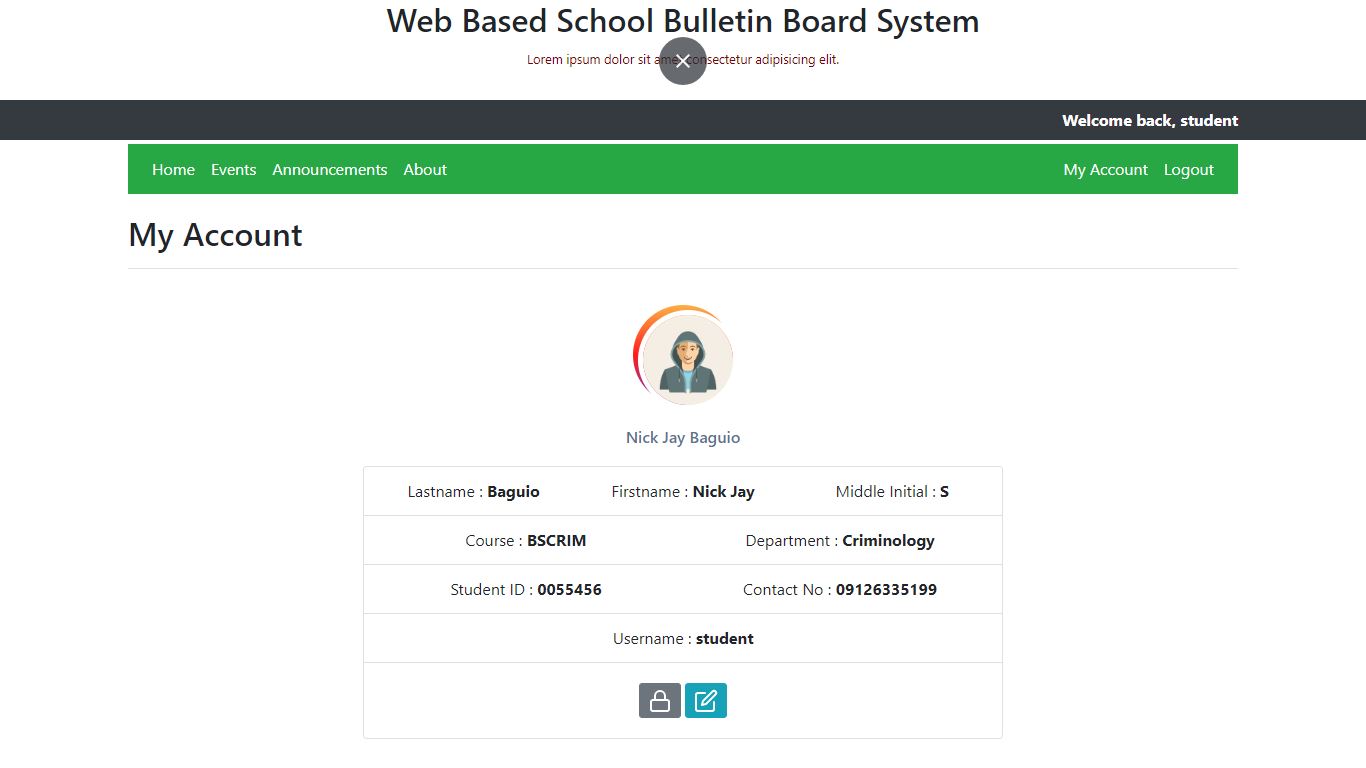 Web Based School Bulletin Board System
Lorem ipsum dolor sit amet consectetur adipisicing elit.
Welcome back, student
Home Events Announcements About My Account Logout
My Account
Nick Jay Baguio
Lastname : Baguio Firstname : Nick Jay Middle Initial : S
Course : BSCRIM Department : Criminology
Student ID : 0055456 Contact No : 09126335199
Username : student